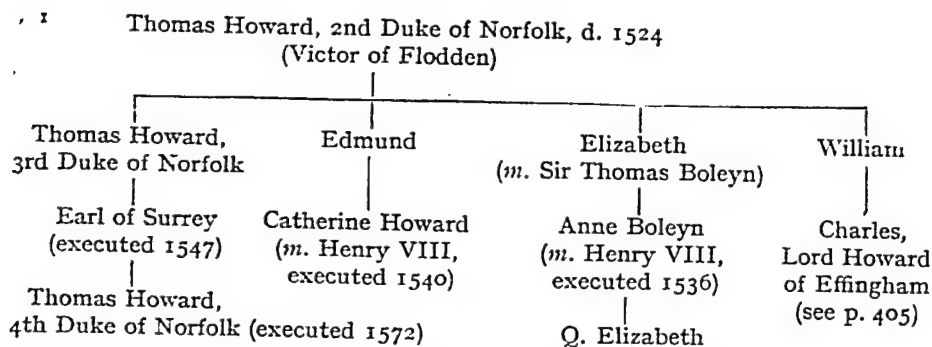 1 Thomas Howard, 2nd Duke of Norfolk, d. 1524
(Victor of Flodden)
Thomas Howard,
3rd Duke of Norfolk
Edmund
Elizabeth
(m. Sir Thomas Boleyn)
William
Earl of Surrey
(executed 1547)
Catherine Howard
(m. Henry VIII,
executed 1540)
Anne Boleyn
(m. Henry VIII,
executed 1536)
Charles,
Lord Howard
of Effingham
(see p. 405)
Thomas Howard,
4th Duke of Norfolk (executed 1572)
Q. Elizabeth